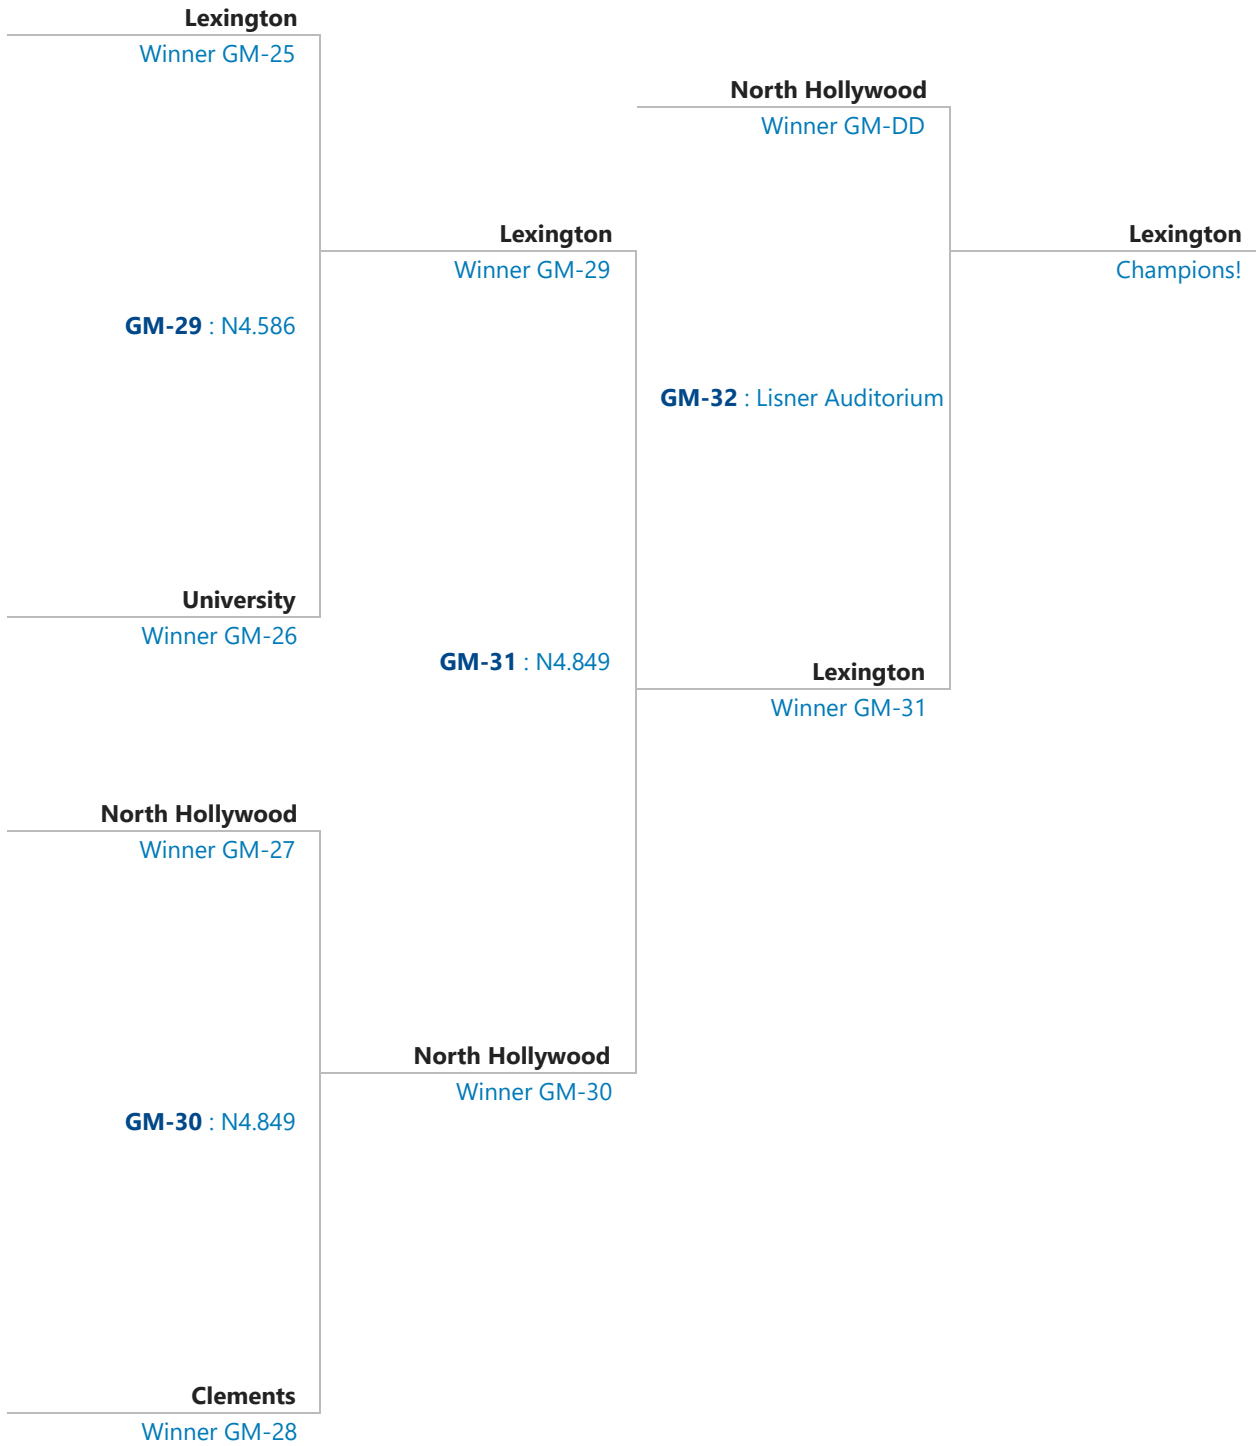 Lexington
Winner GM-25
North Hollywood
Winner GM-DD
Lexington
Winner GM-29
Lexington
Champions!
GM-29 : N4.586
GM-32 : Lisner Auditorium
University
Winner GM-26
GM-31 : N4.849
Lexington
Winner GM-31
North Hollywood
Winner GM-27
North Hollywood
Winner GM-30
GM-30 : N4.849
Clements
Winner GM-28